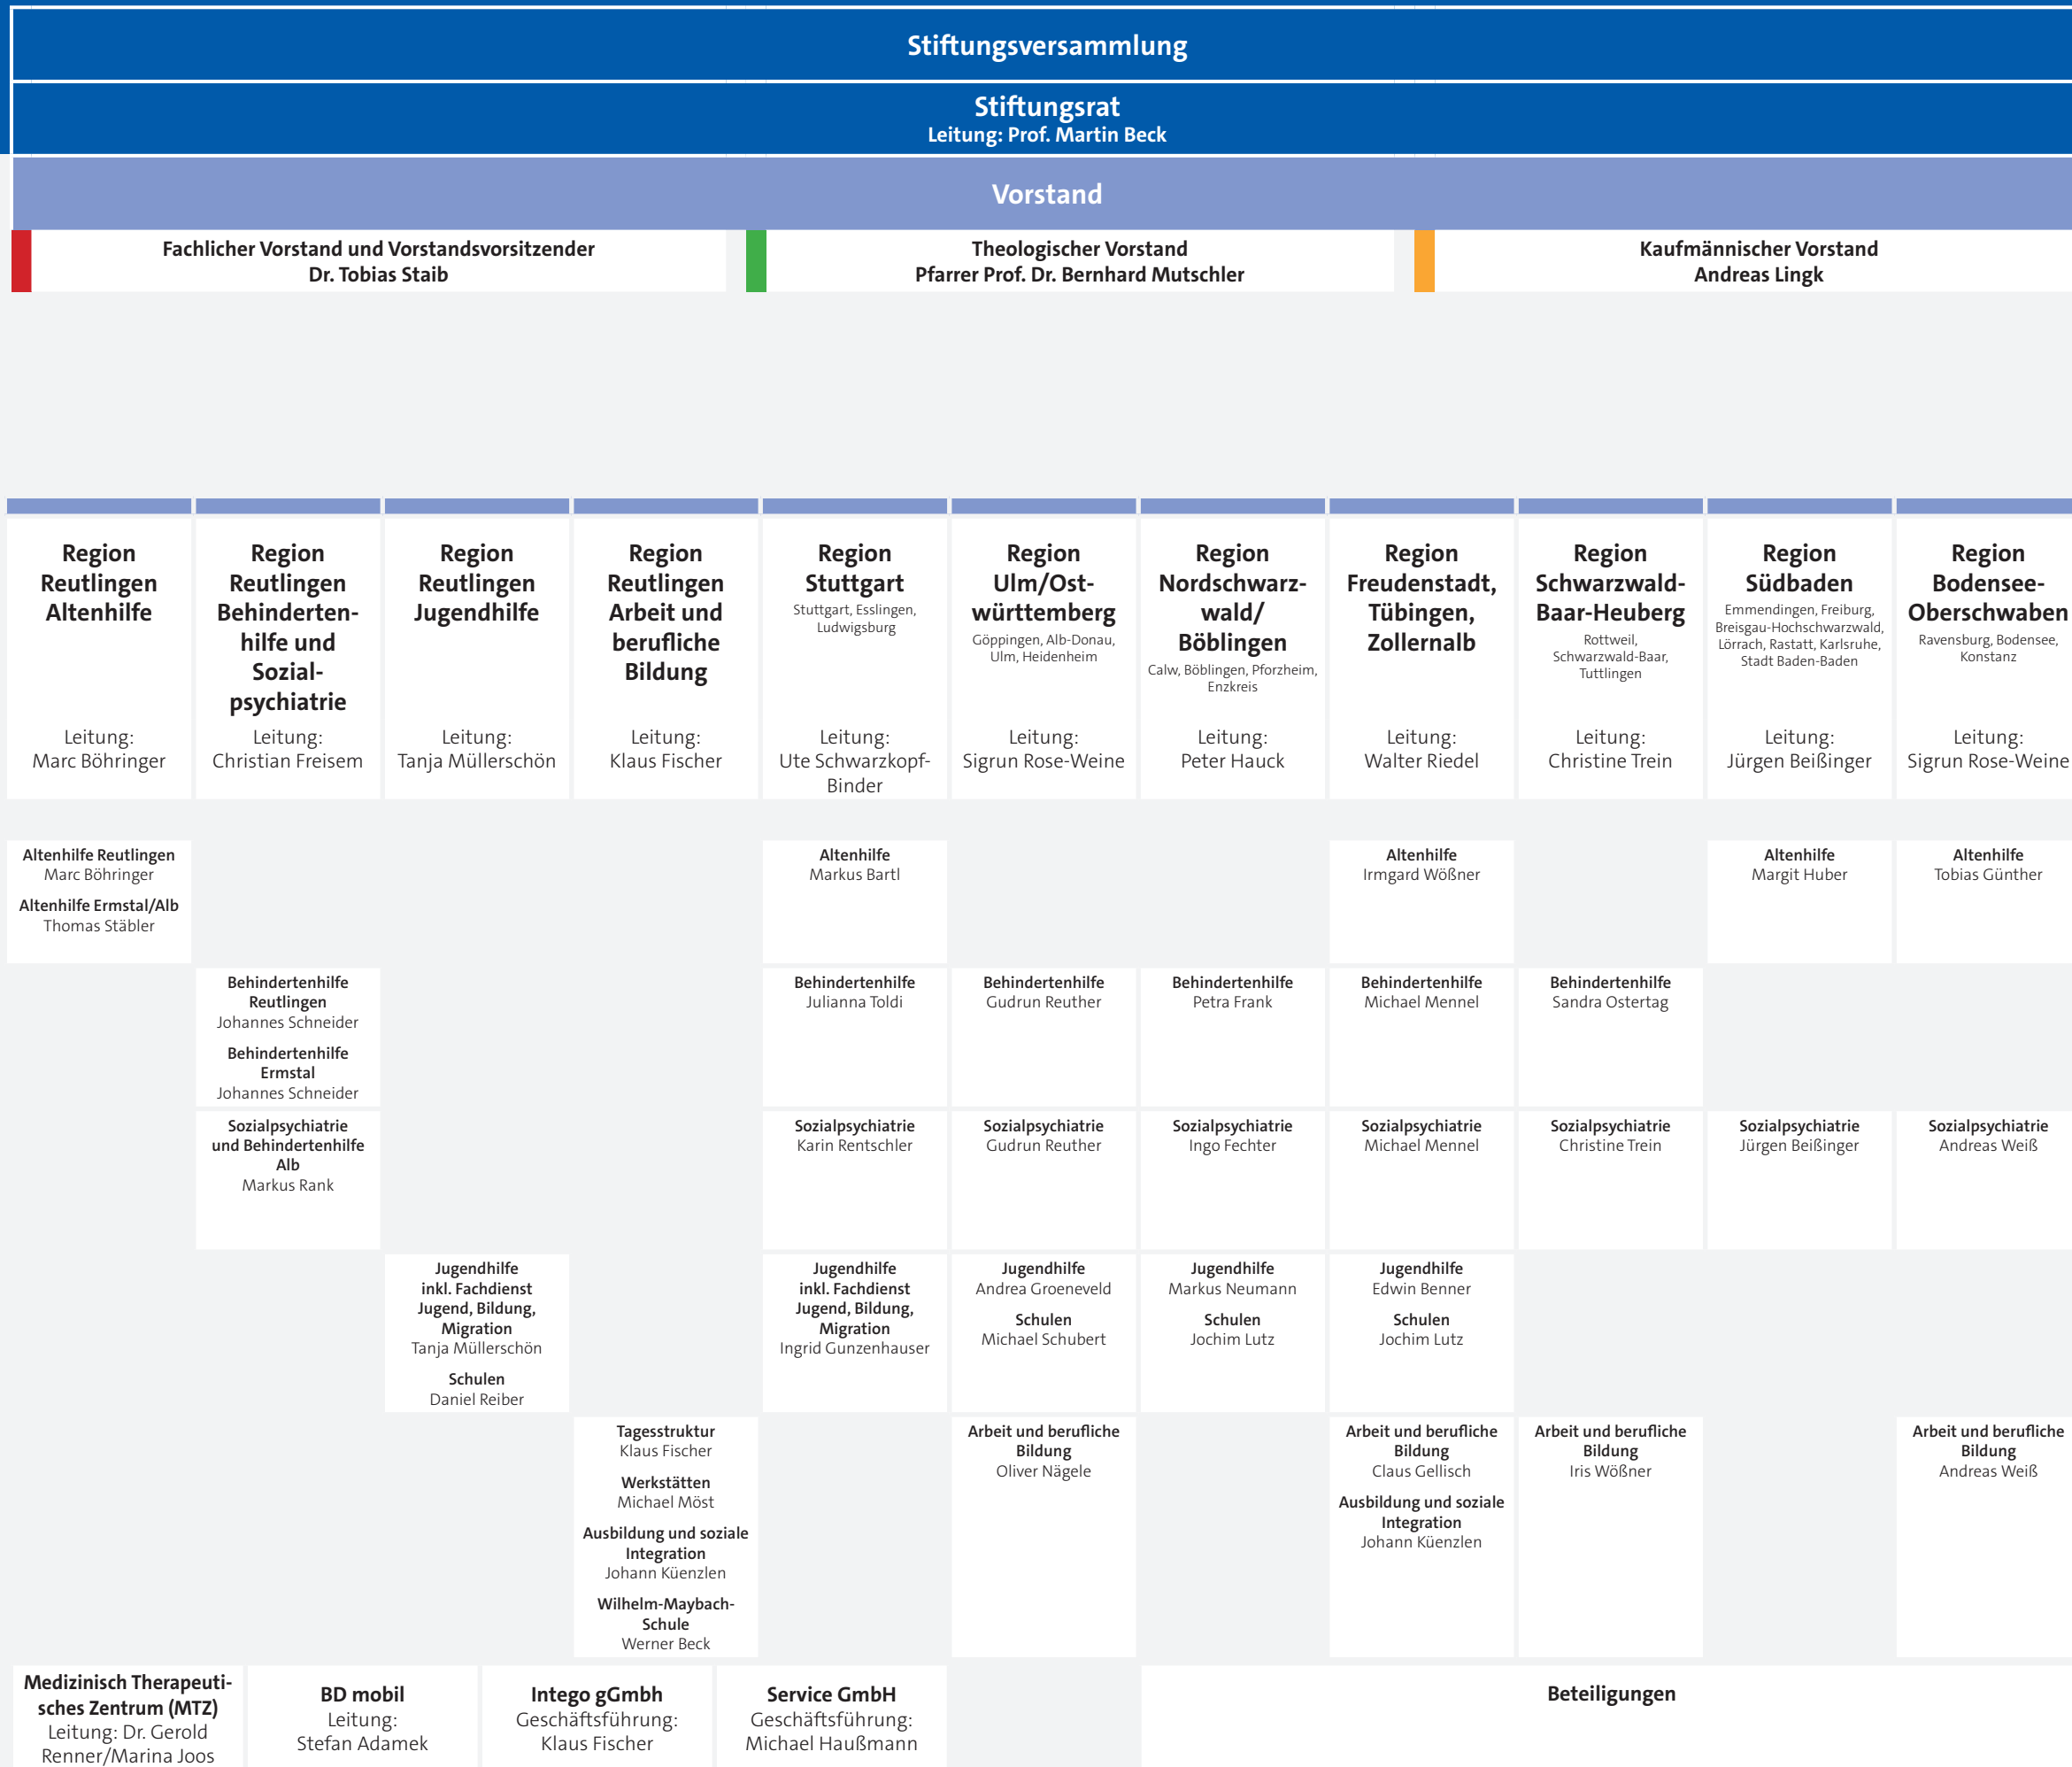 Stiftungsversammlung
Stiftungsrat
Leitung: Prof. Martin Beck
Vorstand
Fachlicher Vorstand und Vorstandsvorsitzender
Dr. Tobias Staib
Theologischer Vorstand
Pfarrer Prof. Dr. Bernhard Mutschler
Kaufmännischer Vorstand
Andreas Lingk
Region
Reutlingen
Altenhilfe
Leitung:
Marc Böhringer
Region
Reutlingen
Behinderten-
hilfe und
Sozial-
psychiatrie
Leitung:
Christian Freisem
Region
Reutlingen
Jugendhilfe
Leitung:
Tanja Müllerschön
Region
Reutlingen
Arbeit und
berufliche
Bildung
Leitung:
Klaus Fischer
Region
Stuttgart
Stuttgart, Esslingen,
Ludwigsburg
Leitung:
Ute Schwarzkopf-
Binder
Region
Ulm/Ost-
württemberg
Göppingen, Alb-Donau,
Ulm, Heidenheim
Leitung:
Sigrun Rose-Weine
Region
Nordschwarz-
wald/
Böblingen
Calw, Böblingen, Pforzheim,
Enzkreis
Leitung:
Peter Hauck
Region
Freudenstadt,
Tübingen,
Zollernalb
Leitung:
Walter Riedel
Region
Schwarzwald-
Baar-Heuberg
Rottweil,
Schwarzwald-Baar,
Tuttlingen
Leitung:
Christine Trein
Region
Südbaden
Emmendingen, Freiburg,
Breisgau-Hochschwarzwald,
Lörrach, Rastatt, Karlsruhe,
Stadt Baden-Baden
Leitung:
Jürgen Beißinger
Region
Bodensee-
Oberschwaben
Ravensburg, Bodensee,
Konstanz
Leitung:
Sigrun Rose-Weine
Altenhilfe Reutlingen
Marc Böhringer
Altenhilfe Ermstal/Alb
Thomas Stäbler
Altenhilfe
Markus Bartl
Altenhilfe
Irmgard Wößner
Altenhilfe
Margit Huber
Altenhilfe
Tobias Günther
Behindertenhilfe
Reutlingen
Johannes Schneider
Behindertenhilfe
Ermstal
Johannes Schneider
Behindertenhilfe
Julianna Toldi
Behindertenhilfe
Gudrun Reuther
Behindertenhilfe
Petra Frank
Behindertenhilfe
Michael Mennel
Behindertenhilfe
Sandra Ostertag
Sozialpsychiatrie
und Behindertenhilfe
Alb
Markus Rank
Sozialpsychiatrie
Karin Rentschler
Sozialpsychiatrie
Gudrun Reuther
Sozialpsychiatrie
Ingo Fechter
Sozialpsychiatrie
Michael Mennel
Sozialpsychiatrie
Christine Trein
Sozialpsychiatrie
Jürgen Beißinger
Sozialpsychiatrie
Andreas Weiß
Jugendhilfe
inkl. Fachdienst
Jugend, Bildung,
Migration
Tanja Müllerschön
Schulen
Daniel Reiber
Jugendhilfe
inkl. Fachdienst
Jugend, Bildung,
Migration
Ingrid Gunzenhauser
Jugendhilfe
Andrea Groeneveld
Schulen
Michael Schubert
Jugendhilfe
Markus Neumann
Schulen
Jochim Lutz
Jugendhilfe
Edwin Benner
Schulen
Jochim Lutz
Tagesstruktur
Klaus Fischer
Werkstätten
Michael Möst
Ausbildung und soziale
Integration
Johann Küenzlen
Wilhelm-Maybach-
Schule
Werner Beck
Arbeit und berufliche
Bildung
Oliver Nägele
Arbeit und berufliche
Bildung
Claus Gellisch
Ausbildung und soziale
Integration
Johann Küenzlen
Arbeit und berufliche
Bildung
Iris Wößner
Arbeit und berufliche
Bildung
Andreas Weiß
Medizinisch Therapeuti-
sches Zentrum (MTZ)
Leitung: Dr. Gerold
Renner/Marina Joos
BD mobil
Leitung:
Stefan Adamek
Intego gGmbh
Geschäftsführung:
Klaus Fischer
Service GmbH
Geschäftsführung:
Michael Haußmann
Beteiligungen